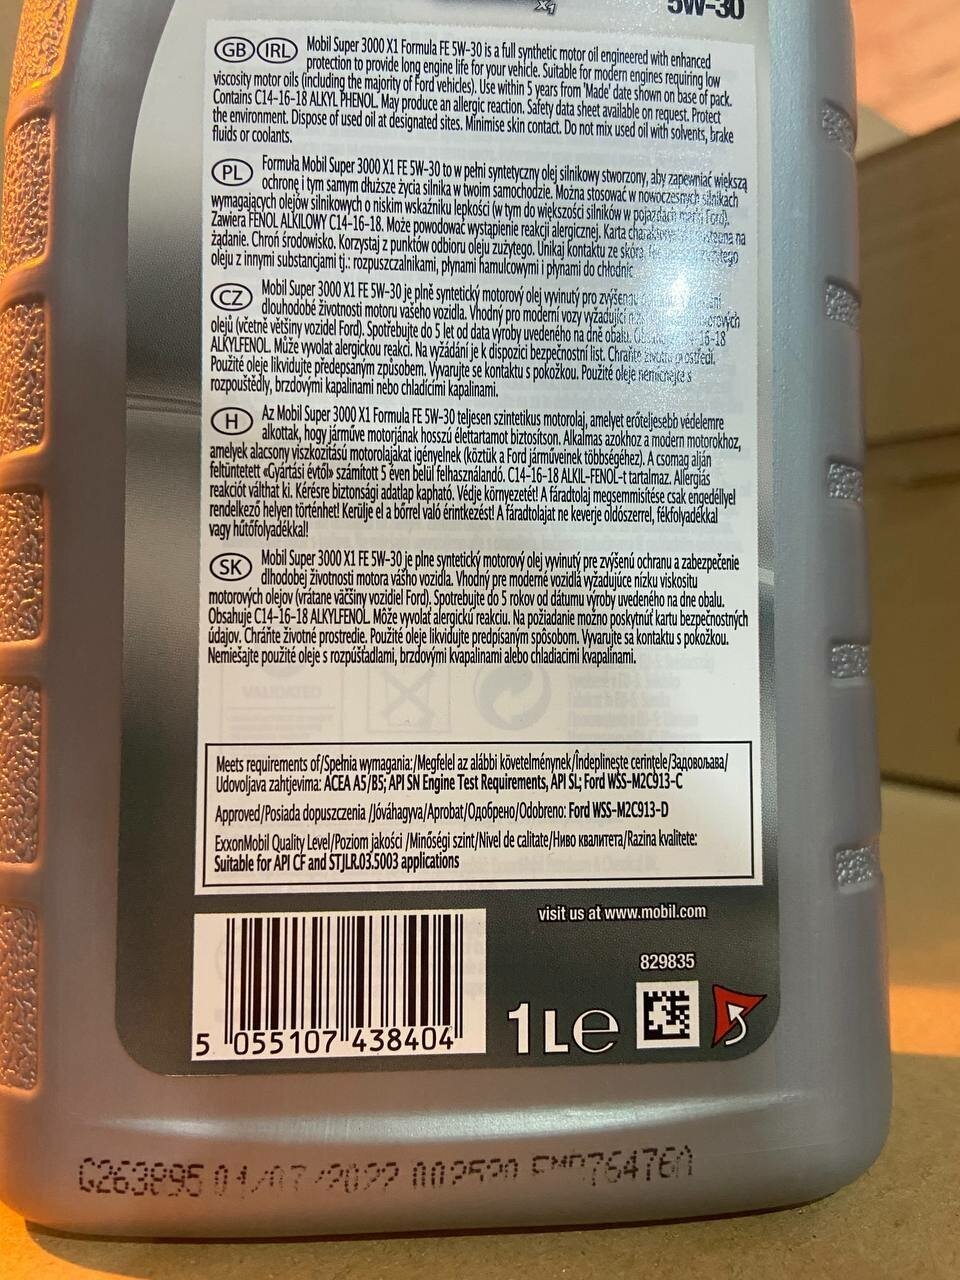 x1
5W-30
GB IRL Mobil Super 3000 X1 Formula FE 5W-30 is a full synthetic motor oil engineered with enhanced
protection to provide long engine life for your vehicle. Suitable for modern engines requiring low
viscosity motor oils (including the majority of Ford vehicles). Use within 5 years from 'Made' date shown on base of pack.
Contains C14-16-18 ALKYL PHENOL. May produce an allergic reaction. Safety data sheet available on request. Protect
the environment. Dispose of used oil at designated sites. Minimise skin contact. Do not mix used oil with solvents, brake
fluids or coolants.
PL Formuła Mobil Super 3000 X1 FE 5W-30 to w pełni syntetyczny olej silnikowy stworzony, aby zapewniać większą
ochronę i tym samym dłuższe życia silnika w twoim samochodzie. Można stosować w nowoczesnych silnikach
wymagających olejów silnikowych o niskim wskaźniku lepkości (w tym do większości silników w pojazdach marki Ford).
Zawiera FENOL ALKILOWY C14-16-18. Może powodować wystąpienie reakcji alergicznej. Karta na
żądanie. Chroń środowisko. Korzystaj z punktów odbioru oleju zużytego. Unikaj kontaktu ze skórą.
oleju z innymi substancjami tj.: rozpuszczalnikami, płynami hamulcowymi i płynami do
CZ Mobil Super 3000 X1 FE 5W-30 je plně syntetický motorový olej vyvinutý pro zvýšenou
dlouhodobé životnosti motoru vašeho vozidla. Vhodný pro moderní vozy vyžadující motorových
olejů (včetně většiny vozidel Ford). Spotřebujte do 5 let od data výroby uvedeného na dně obalu. 14-16-18
ALKYLFENOL. Může vyvolat alergickou reakci. Na vyžádání je k dispozici bezpečnostní list. Chraňte životní prostředí.
Použité oleje likvidujte předepsaným způsobem. Vyvarujte se kontaktu s pokožkou. Použité oleje nemíchejte s
rozpouštědly, brzdovými kapalinami nebo chladícími kapalinami.
H Az Mobil Super 3000 X1 Formula FE 5W-30 teljesen szintetikus motorolaj, amelyet erőteljesebb védelemre
alkottak, hogy járműve motorjának hosszú élettartamot biztosítson. Alkalmas azokhoz a modern motorokhoz,
amelyek alacsony viszkozitású motorolajakat igényelnek (köztük a Ford járműveinek többségéhez). A csomag alján
feltüntetett «Gyártási évtől» számított 5 éven belül felhasználandó. C14-16-18 ALKIL-FENOL-t tartalmaz. Allergiás
reakciót válthat ki. Kérésre biztonsági adatlap kapható. Védje környezetét! A fáradtolaj megsemmisítése csak engedéllyel
rendelkező helyen történhet! Kerülje el a bőrrel való érintkezést! A fáradtolajat ne keverje oldószerrel, fékfolyadékkal
vagy hűtőfolyadékkal!
SK Mobil Super 3000 X1 FE 5W-30 je plne syntetický motorový olej vyvinutý pre zvýšenú ochranu a zabezpečenie
dlhodobej životnosti motora vášho vozidla. Vhodný pre moderné vozidlá vyžadujúce nízku viskositu
motorových olejov (vrátane väčšiny vozidiel Ford). Spotrebujte do 5 rokov od dátumu výroby uvedeného na dne obalu.
Obsahuje C14-16-18 ALKYLFENOL. Môže vyvolať alergickú reakciu. Na požiadanie možno poskytnúť kartu bezpečnostných
údajov. Chráňte životné prostredie. Použité oleje likvidujte predpísaným spôsobom. Vyvarujte sa kontaktu s pokožkou.
Nemiešajte použité oleje s rozpúšťadlami, brzdovými kvapalinami alebo chladiacimi kvapalinami.
VALIDATED
Meets requirements of/Spełnia wymagania:/Megfelel az alábbi követelménynek/Îndeplineşte cerinţele/Задовољава/
Udovoljava zahtjevima: ACEA A5/B5; API SN Engine Test Requirements, API SL; Ford WSS-M2C913-C
Approved/Posiada dopuszczenia /Jóváhagyva/Aprobat/Одобрено/Odobreno: Ford WSS-M2C913-D
ExxonMobil Quality Level/Poziom jakości /Minőségi szint/Nivel de calitate/Ниво квалитета/Razina kvalitete:
Suitable for API CF and STJLR.03.5003 applications
visit us at www.mobil.com
829835
5 055107 438404
1Le
G263895 01/07/2022 002520 764760